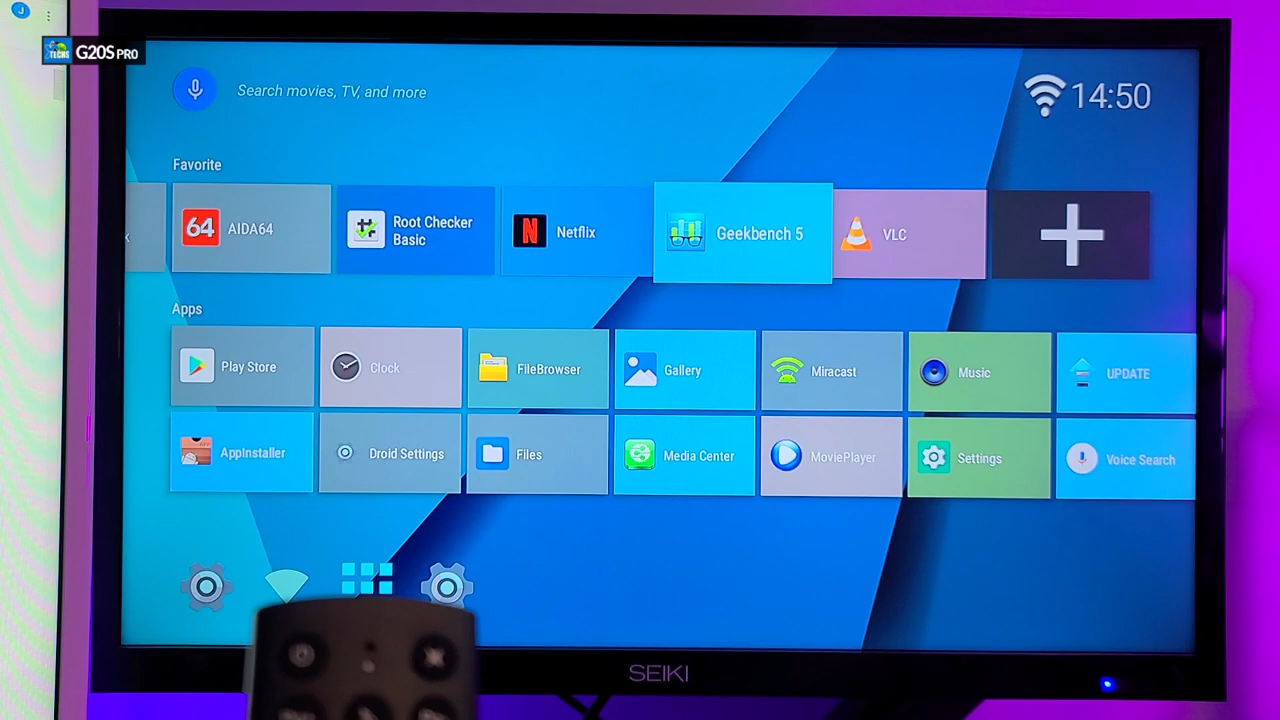 J
TECHS G20S PRO
Search movies, TV, and more
14:50
Favorite
k
64 AIDA64
Root Checker
Basic
N Netflix
Geekbench 5
VLC
Apps
Play Store
Clock
FileBrowser
Gallery
Miracast
Music
UPDATE
AppInstaller
Droid Settings
Files
Media Center
MoviePlayer
Settings
Voice Search
SEIKI